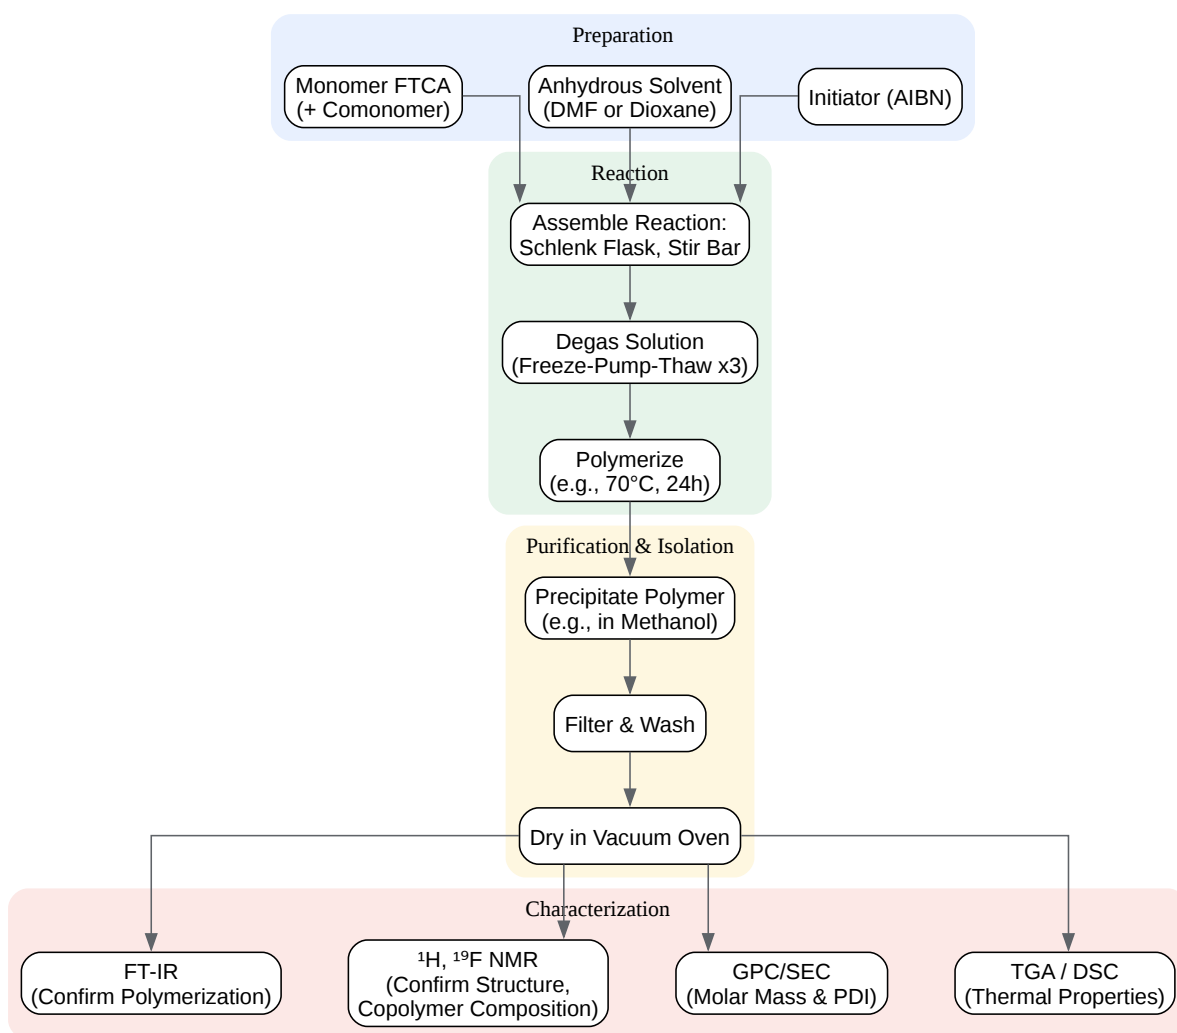 Preparation
Monomer FTCA
(+ Comonomer)
Anhydrous Solvent
(DMF or Dioxane)
Initiator (AIBN)
Reaction
Assemble Reaction:
Schlenk Flask, Stir Bar
Degas Solution
(Freeze-Pump-Thaw x3)
Polymerize
(e.g., 70°C, 24h)
Purification & Isolation
Precipitate Polymer
(e.g., in Methanol)
Filter & Wash
Dry in Vacuum Oven
Characterization
FT-IR
(Confirm Polymerization)
¹H, ¹⁹F NMR
(Confirm Structure,
Copolymer Composition)
GPC/SEC
(Molar Mass & PDI)
TGA / DSC
(Thermal Properties)